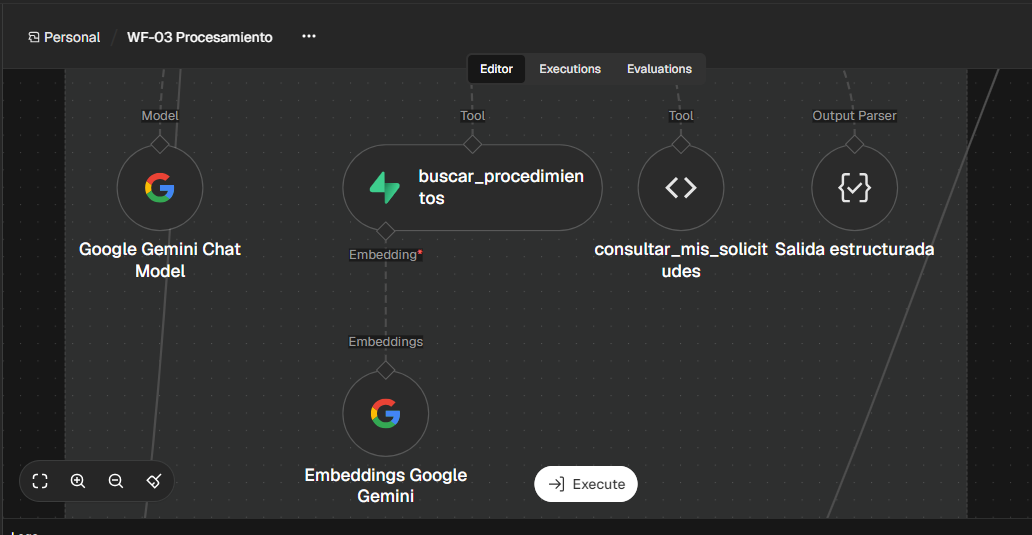 Personal / WF-03 Procesamiento ...
Editor Executions Evaluations
Model Tool Tool Output Parser
buscar_procedimien
tos
Google Gemini Chat
Model
consultar_mis_solicit
udes
Salida estructurada
Embedding*
Embeddings
Embeddings Google
Gemini
Execute